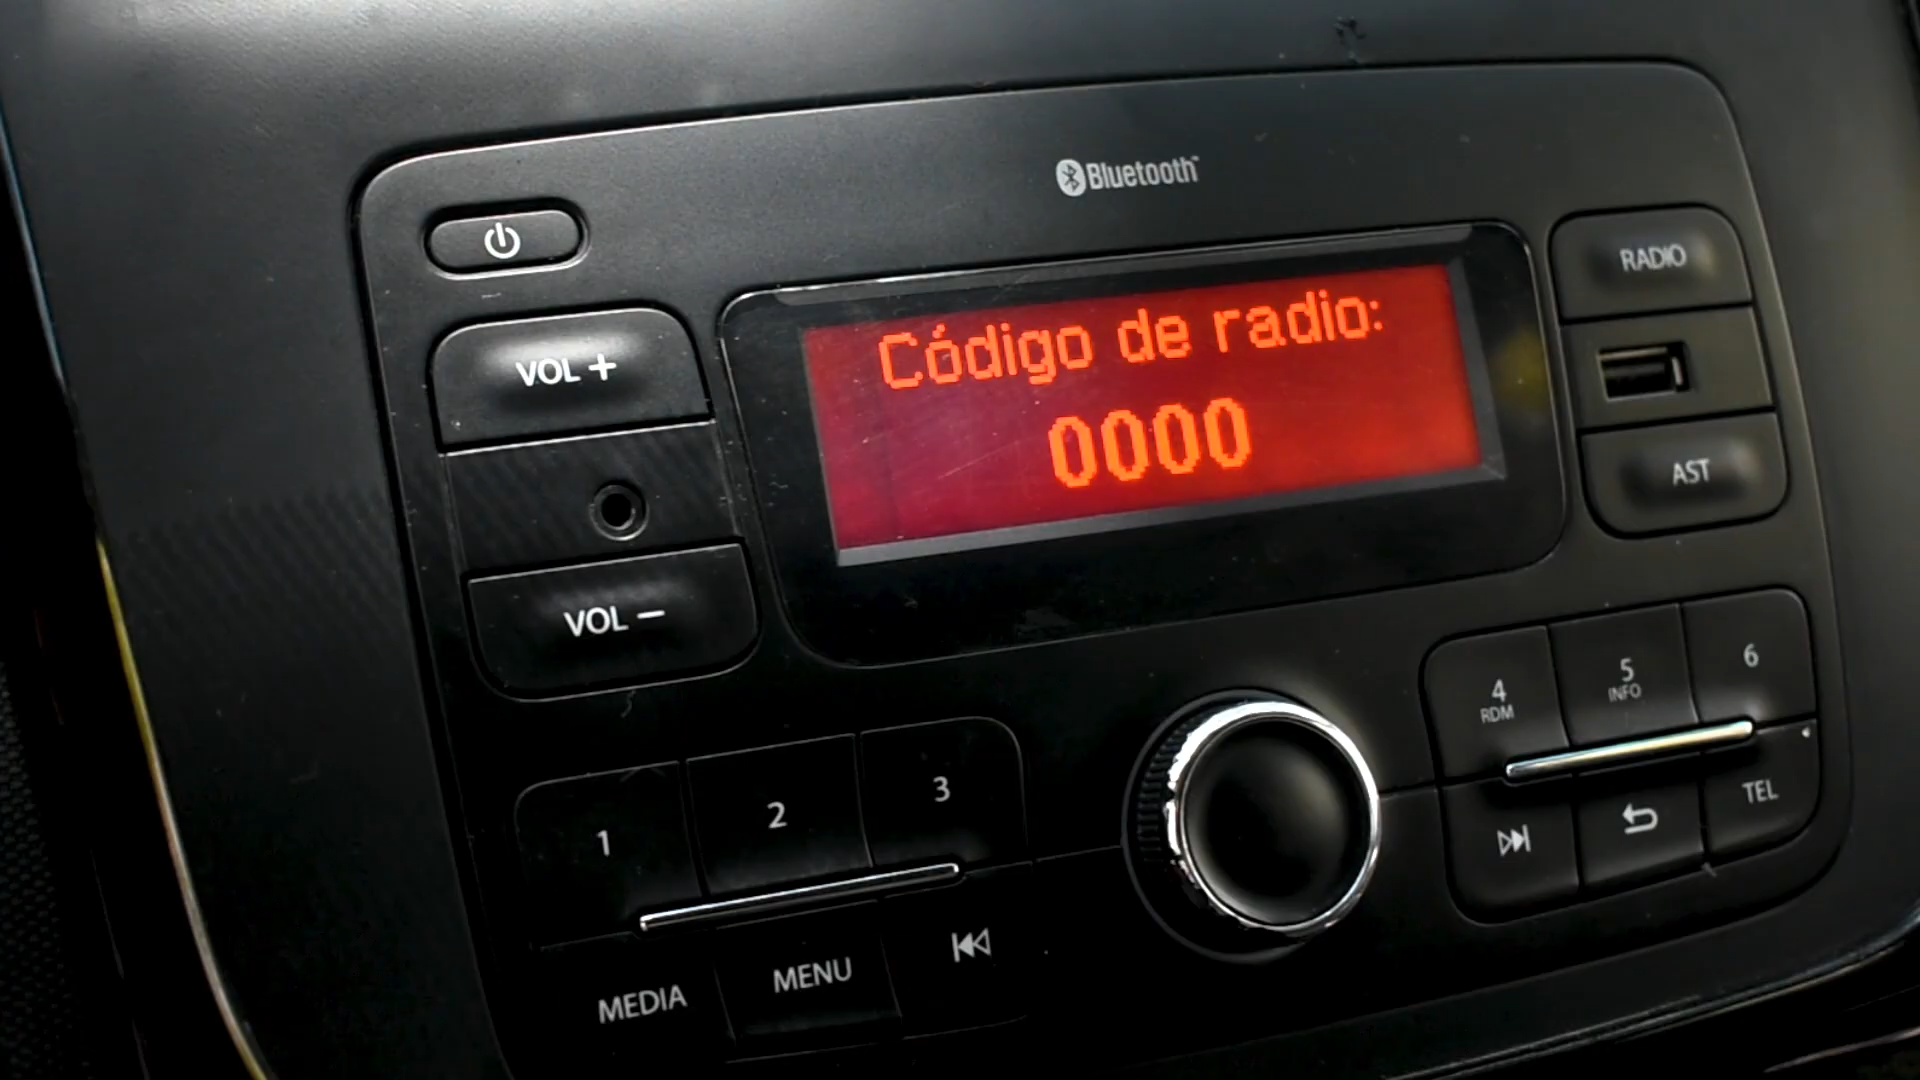 Bluetooth
RADIO
Código de radio:
0000
VOL +
AST
VOL −
4
RDM
5
INFO
6
1
2
3
TEL
MEDIA
MENU